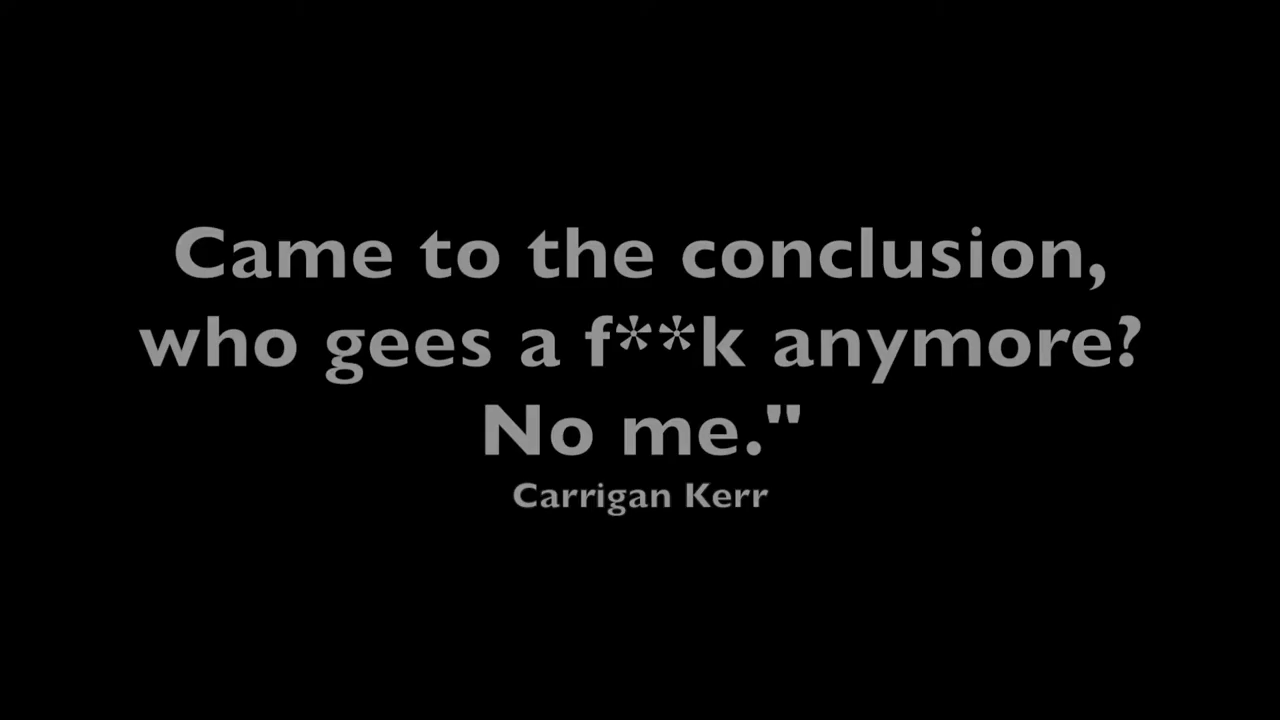 Came to the conclusion,
who gees a f**k anymore?
No me."
Carrigan Kerr